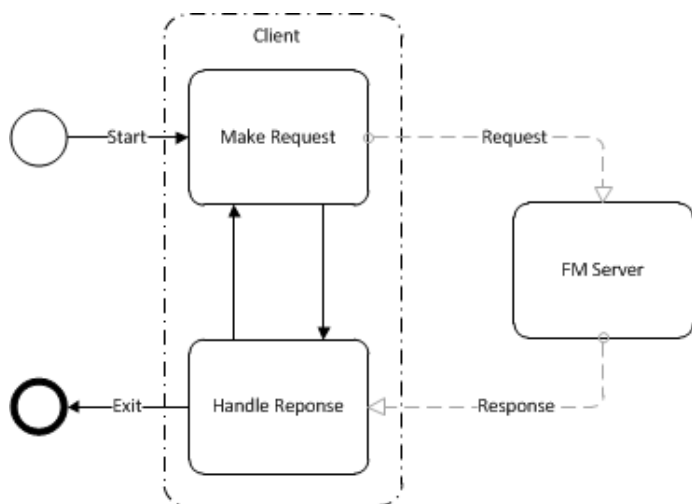 Client
Start
Make Request
Request
FM Server
Exit
Handle Reponse
Response